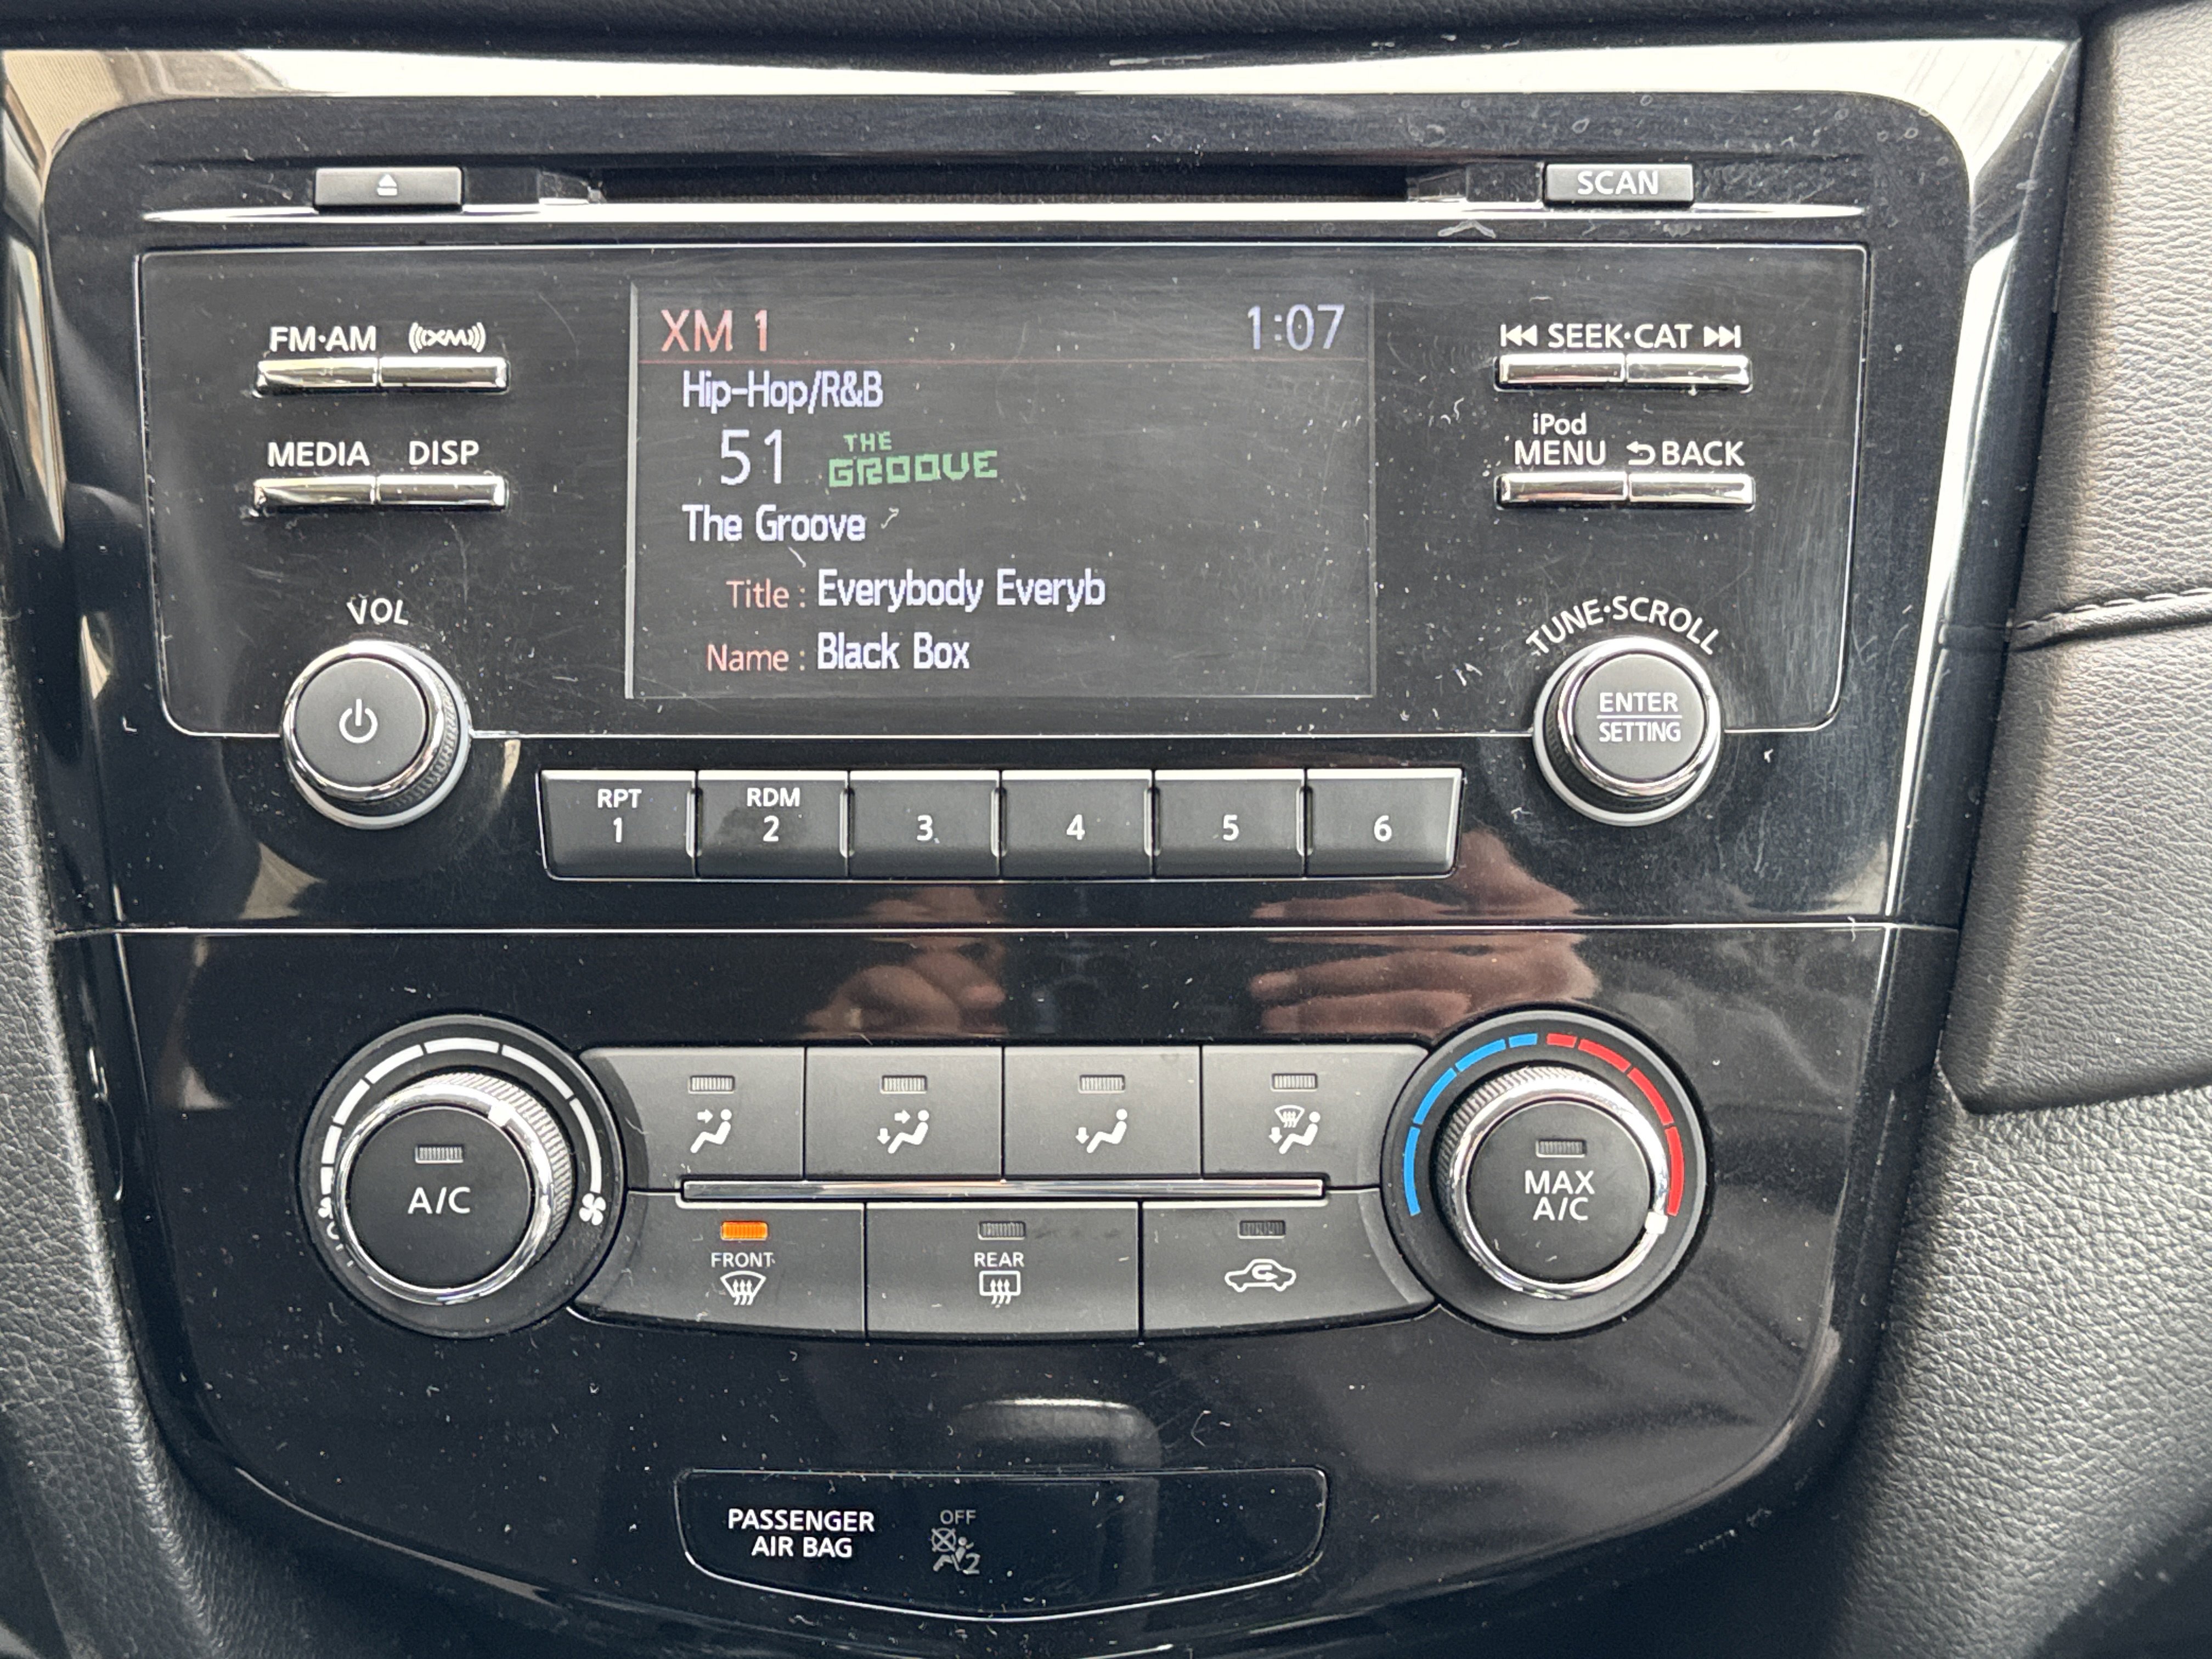 SCAN
FM·AM ((XM))
XM 1 1:07
SEEK·CAT
Hip-Hop/R&B
iPod
MEDIA DISP
51 THE GROOVE
MENU BACK
The Groove
Title : Everybody Everyb
VOL
TUNE·SCROLL
Name : Black Box
ENTER
SETTING
RPT RDM
1 2 3 4 5 6
A/C
MAX
A/C
FRONT REAR
PASSENGER OFF
AIR BAG 2